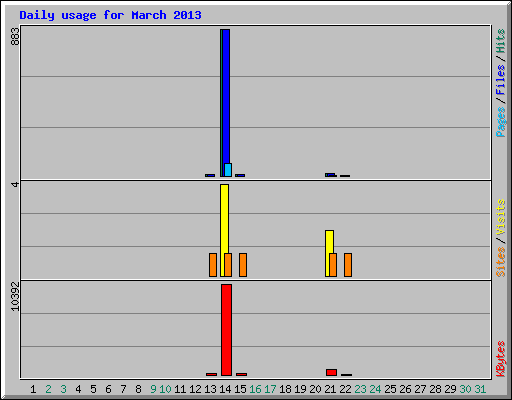 Daily usage for March 2013
883
Pages / Files / Hits
4
Sites / Visits
10392
KBytes
1 2 3 4 5 6 7 8 9 10 11 12 13 14 15 16 17 18 19 20 21 22 23 24 25 26 27 28 29 30 31